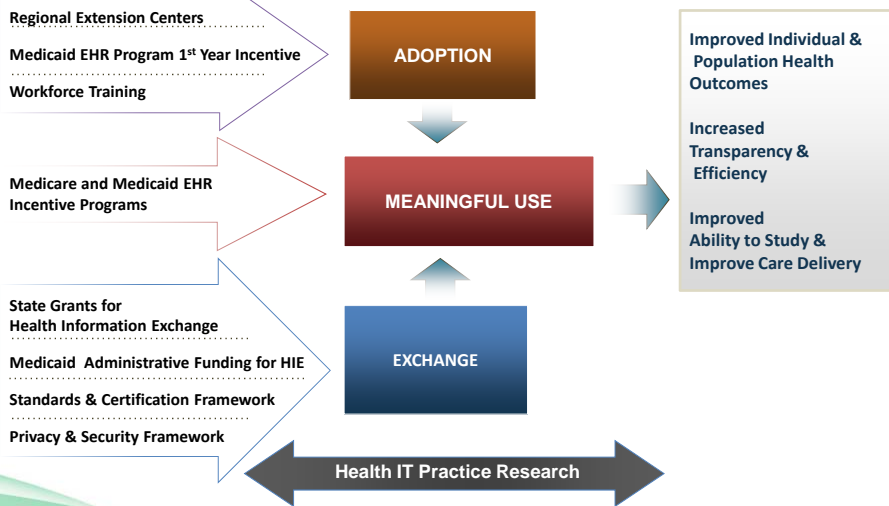 Regional Extension Centers
Medicaid EHR Program 1st Year Incentive
Workforce Training
ADOPTION
Medicare and Medicaid EHR
Incentive Programs
MEANINGFUL USE
State Grants for
Health Information Exchange
Medicaid Administrative Funding for HIE
Standards & Certification Framework
Privacy & Security Framework
EXCHANGE
Improved Individual &
Population Health
Outcomes
Increased
Transparency &
Efficiency
Improved
Ability to Study &
Improve Care Delivery
Health IT Practice Research